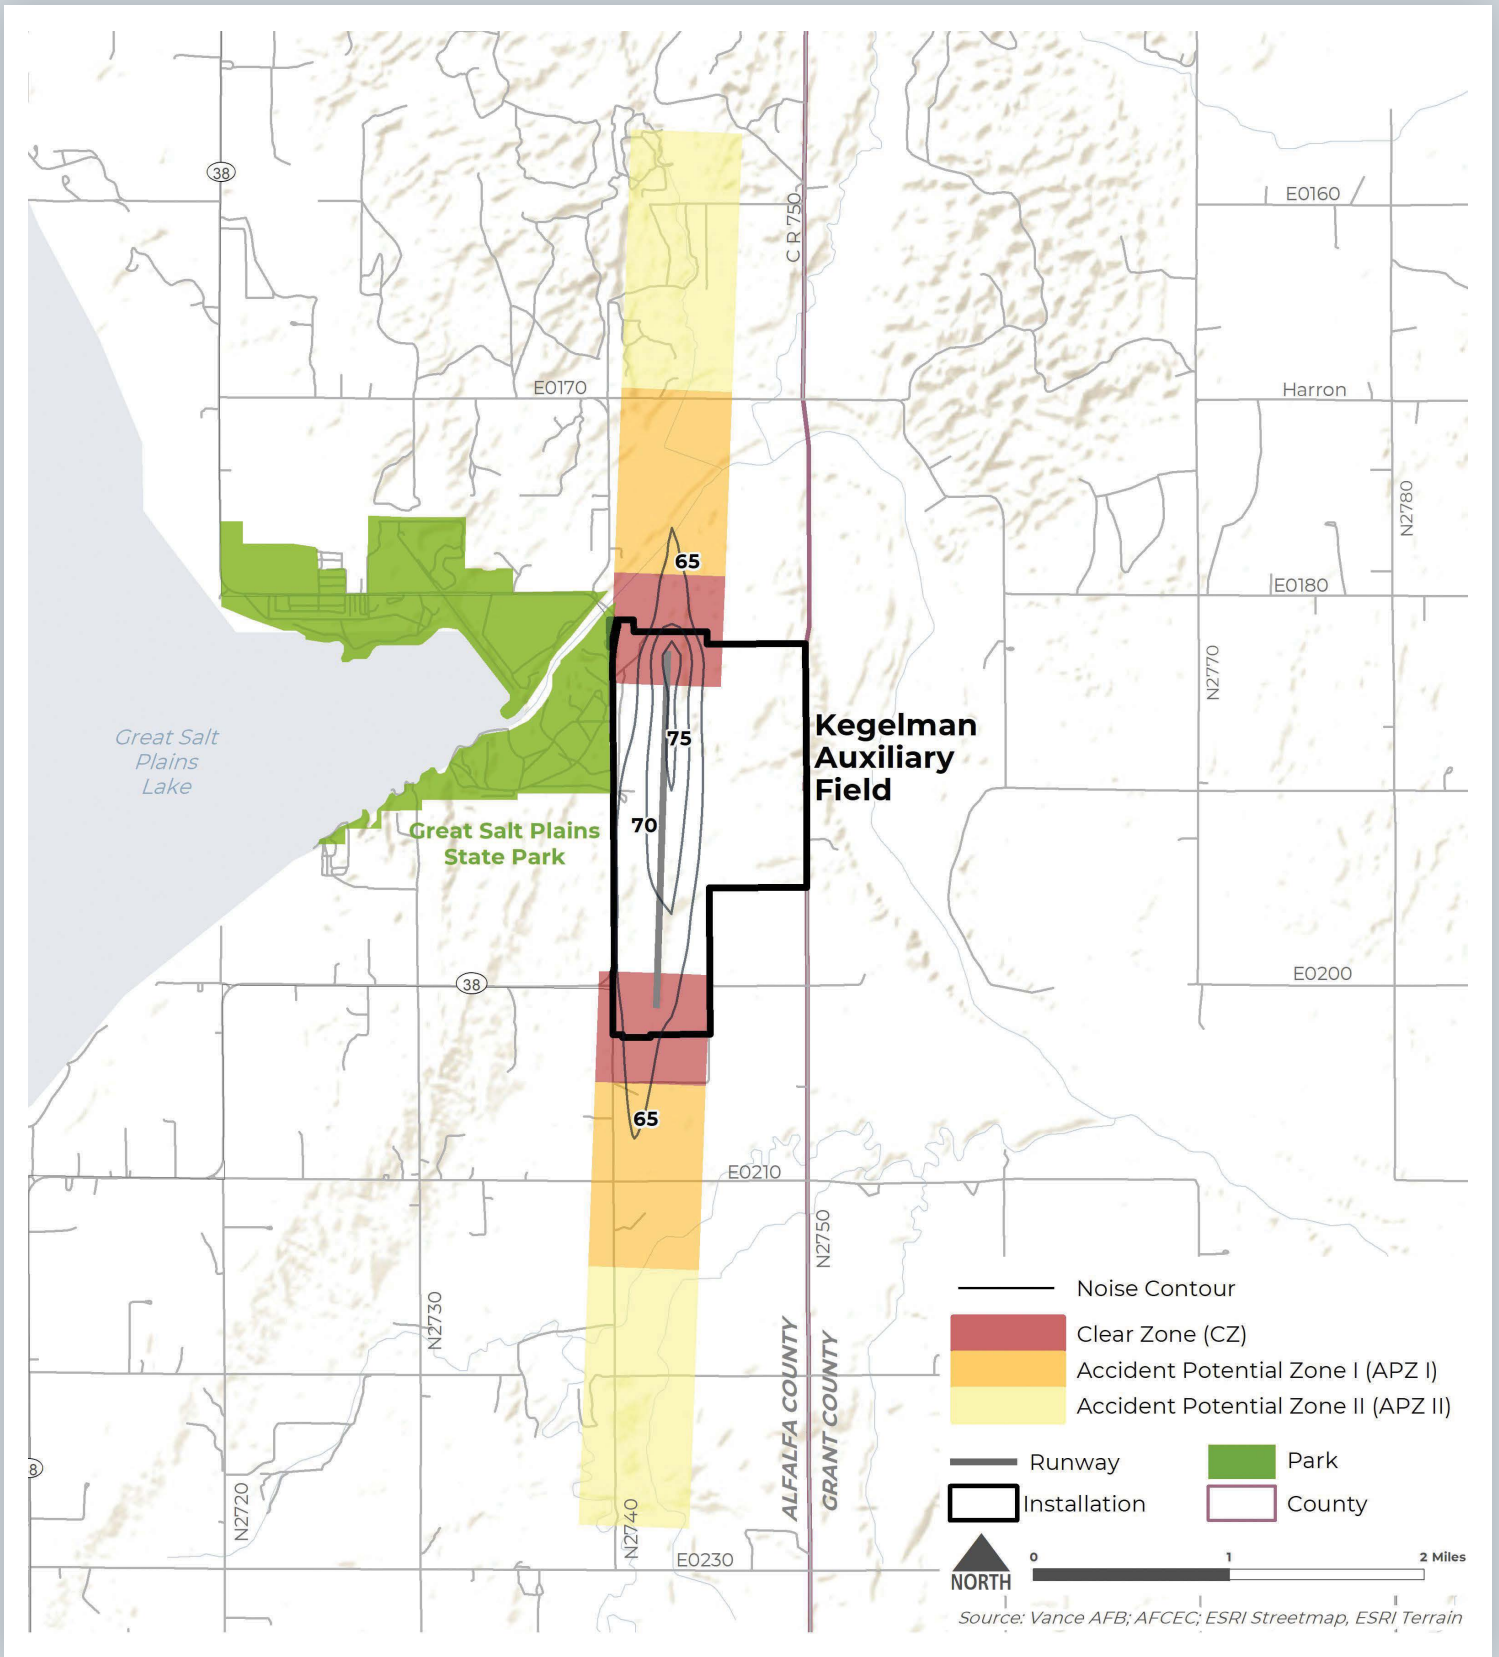 38
E0160
C R 750
E0170
Harron
N2780
65
E0180
N2770
Kegelman
Auxiliary
Field
75
Great Salt
Plains
Lake
70
Great Salt Plains
State Park
E0200
38
65
E0210
N2750
N2730
Noise Contour
Clear Zone (CZ)
Accident Potential Zone I (APZ I)
Accident Potential Zone II (APZ II)
ALFALFA COUNTY
GRANT COUNTY
Runway
Park
8
N2720
N2740
Installation
County
E0230
NORTH
0 1 2 Miles
Source: Vance AFB; AFCEC; ESRI Streetmap, ESRI Terrain